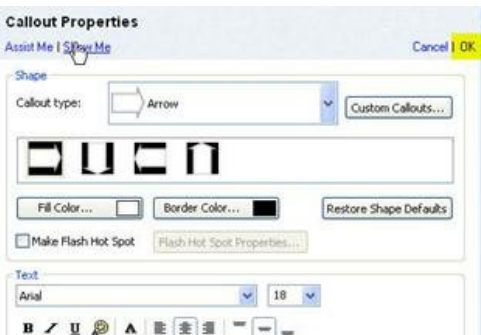 Callout Properties
Assist Me | Show Me Cancel | OK
Shape
Callout type: Arrow Custom Callouts...
Fill Color... Border Color... Restore Shape Defaults
Make Flash Hot Spot Flash Hot Spot Properties...
Text
Arial 18
B I U A